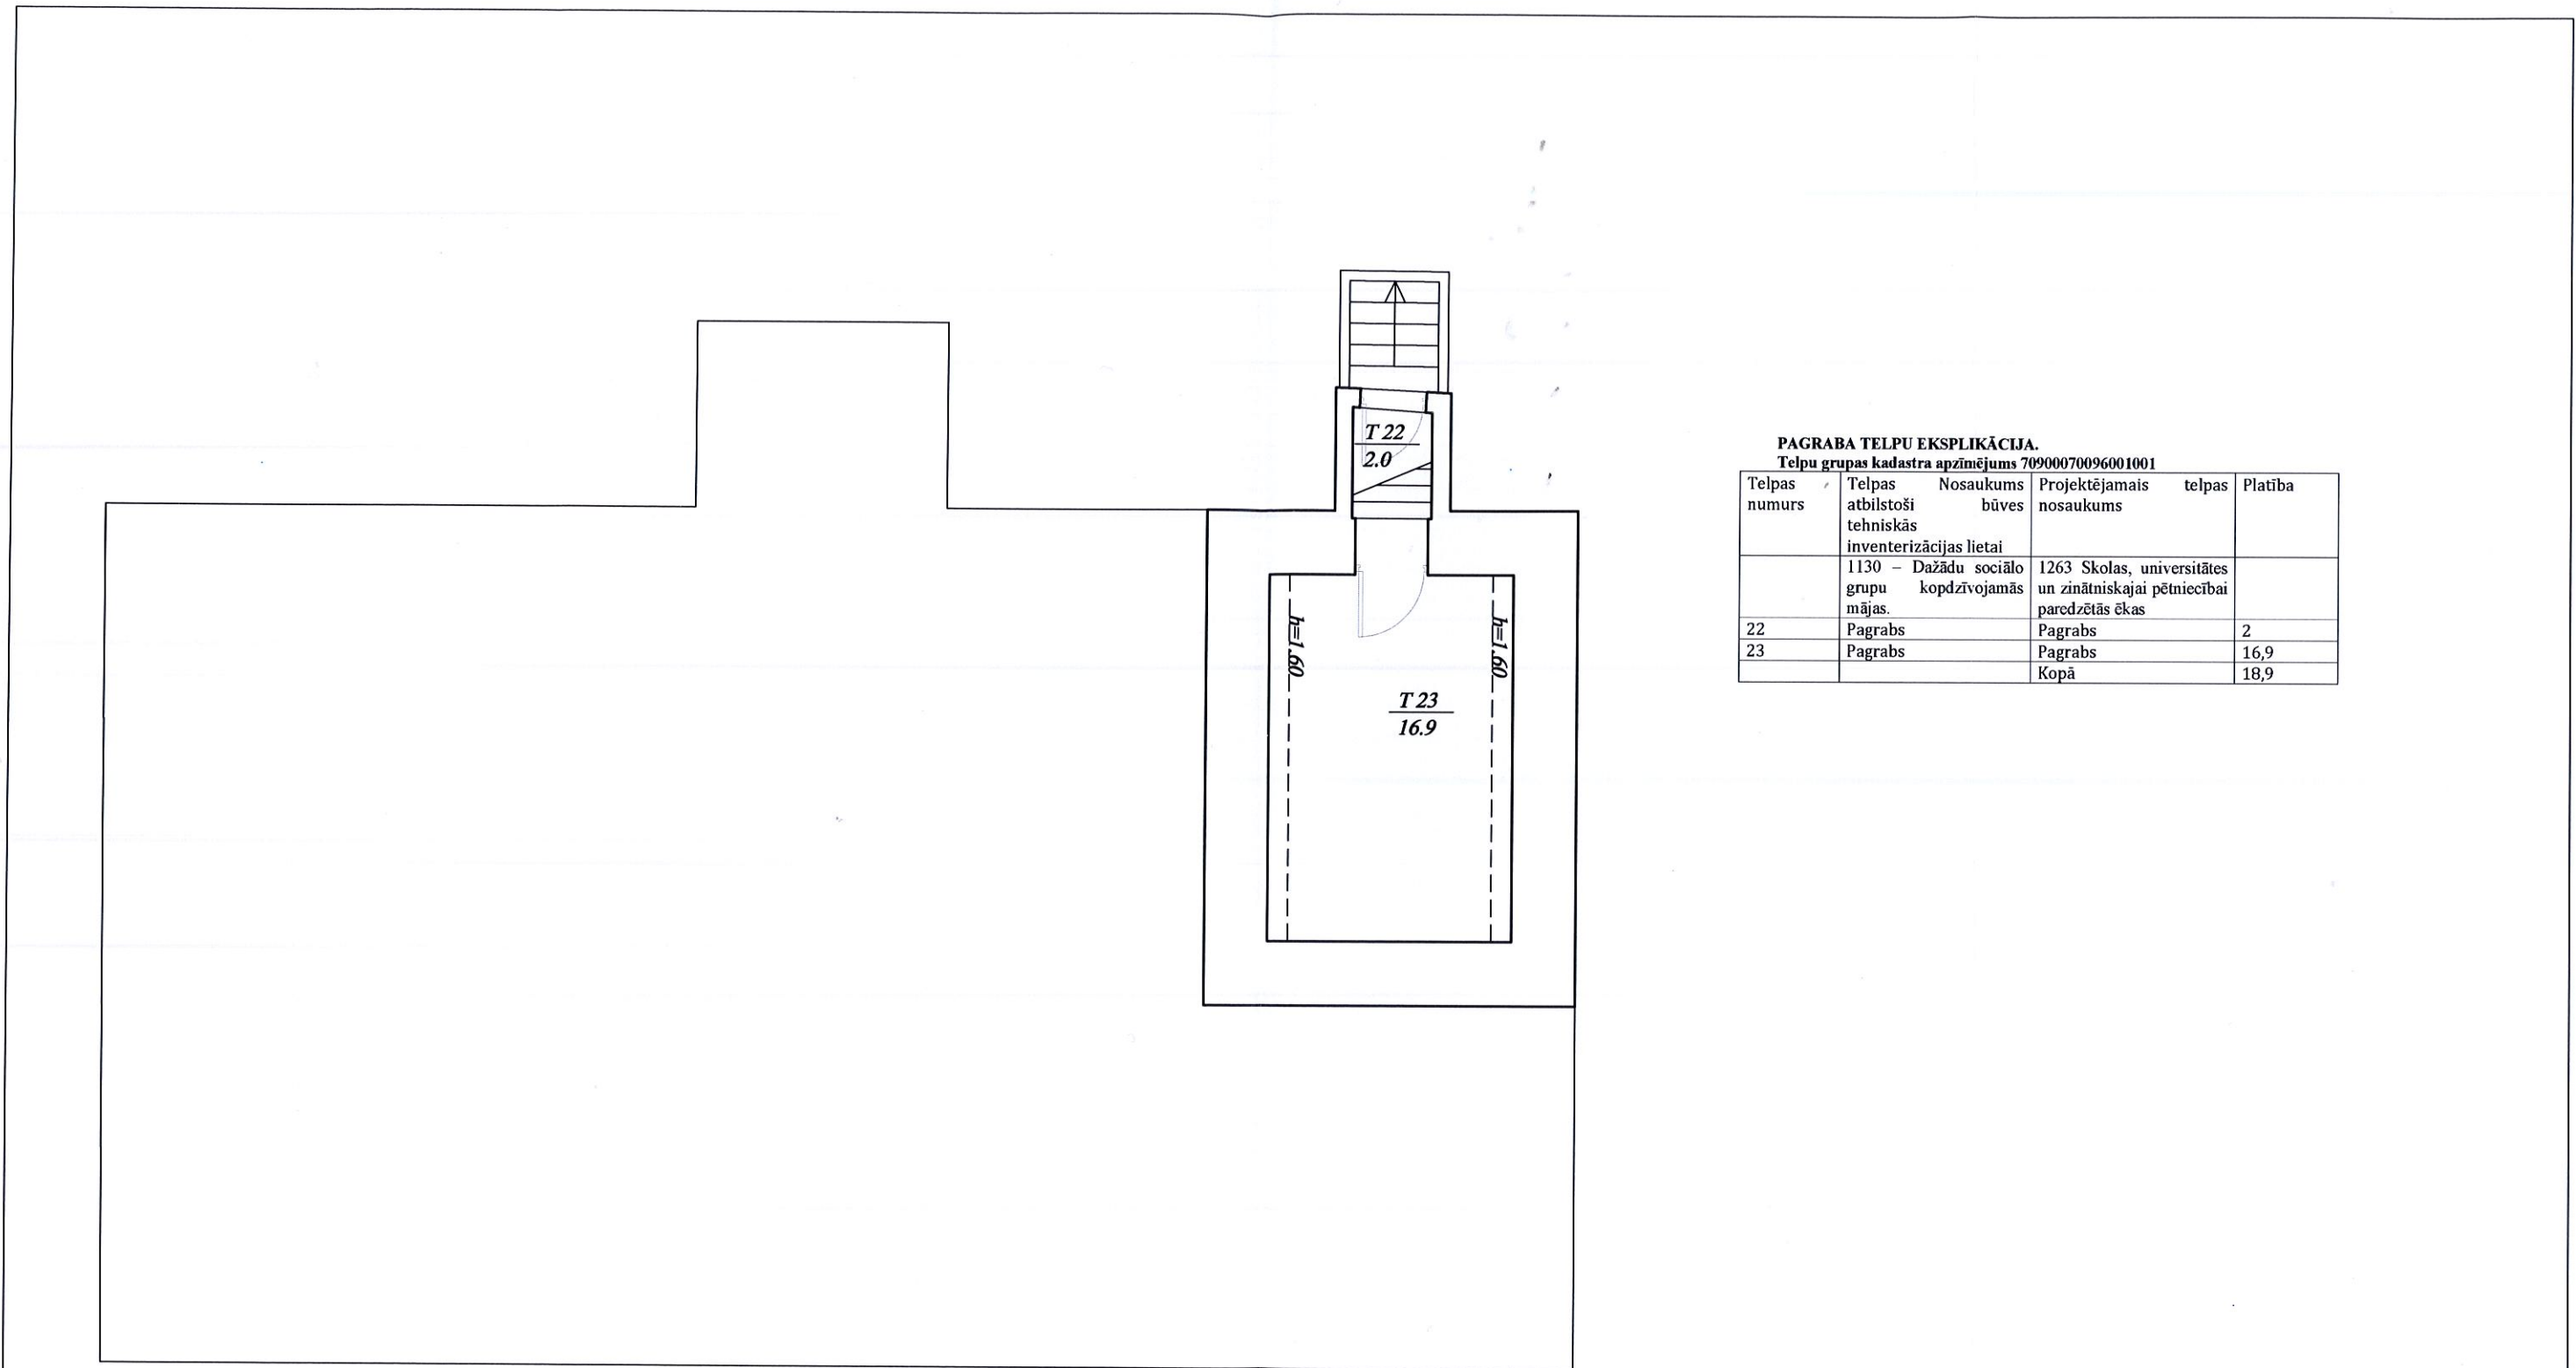 T 22
2.0
h=1.60
h=1.60
T 23
16.9
PAGRABA TELPU EKSPLIKĀCIJA.
Telpu grupas kadastra apzīmējums 70900070096001001
Telpas numurs
Telpas Nosaukums
atbilstoši būves
tehniskās
inventerizācijas lietai
Projektējamais telpas
nosaukums
Platība
1130 – Dažādu sociālo
grupu kopdzīvojamās
mājas.
1263 Skolas, universitātes
un zinātniskajai pētniecībai
paredzētās ēkas
22 Pagrabs Pagrabs 2
23 Pagrabs Pagrabs 16,9
Kopā 18,9